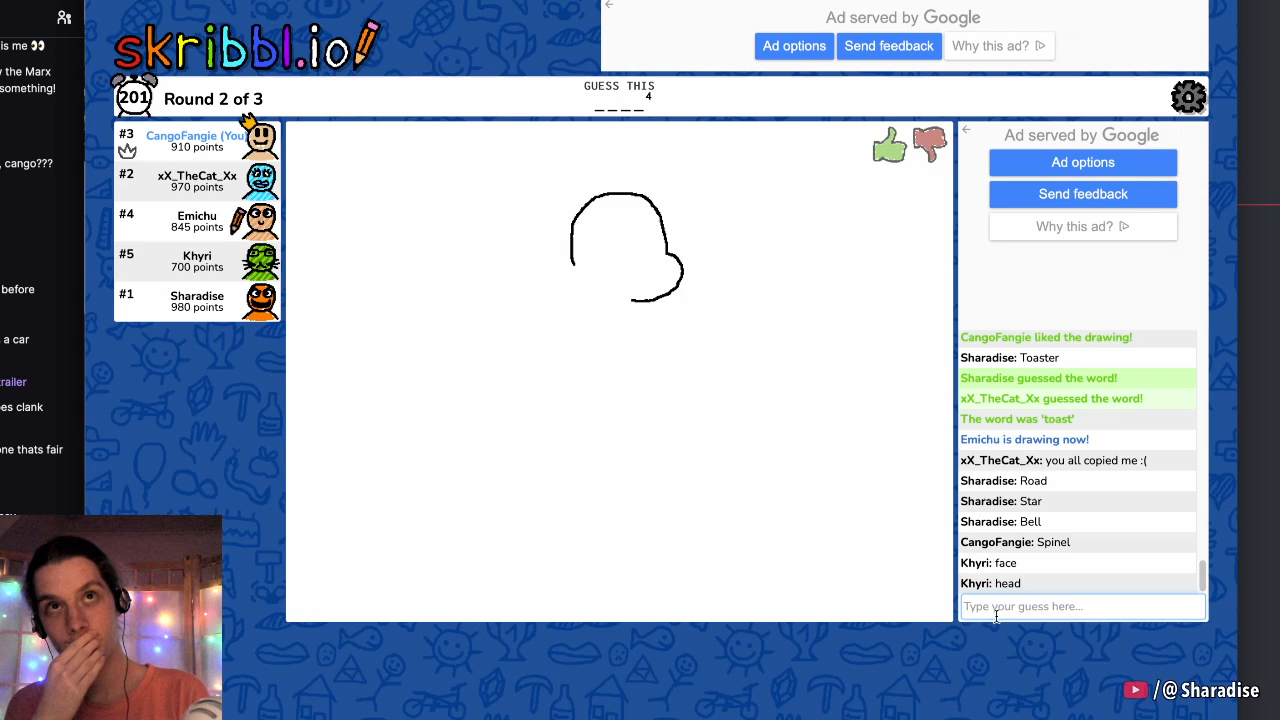 is me 👀
the Marx
something!
, cango???
before
a car
trailer
es clank
one thats fair
skribbl.io
Ad served by Google
Ad options
Send feedback
Why this ad?
201
Round 2 of 3
GUESS THIS
4
____
#3
CangoFangie (You)
910 points
#2
xX_TheCat_Xx
970 points
#4
Emichu
845 points
#5
Khyri
700 points
#1
Sharadise
980 points
Ad served by Google
Ad options
Send feedback
Why this ad?
CangoFangie liked the drawing!
Sharadise: Toaster
Sharadise guessed the word!
xX_TheCat_Xx guessed the word!
The word was 'toast'
Emichu is drawing now!
xX_TheCat_Xx: you all copied me :(
Sharadise: Road
Sharadise: Star
Sharadise: Bell
CangoFangie: Spinel
Khyri: face
Khyri: head
Type your guess here...
/@Sharadise